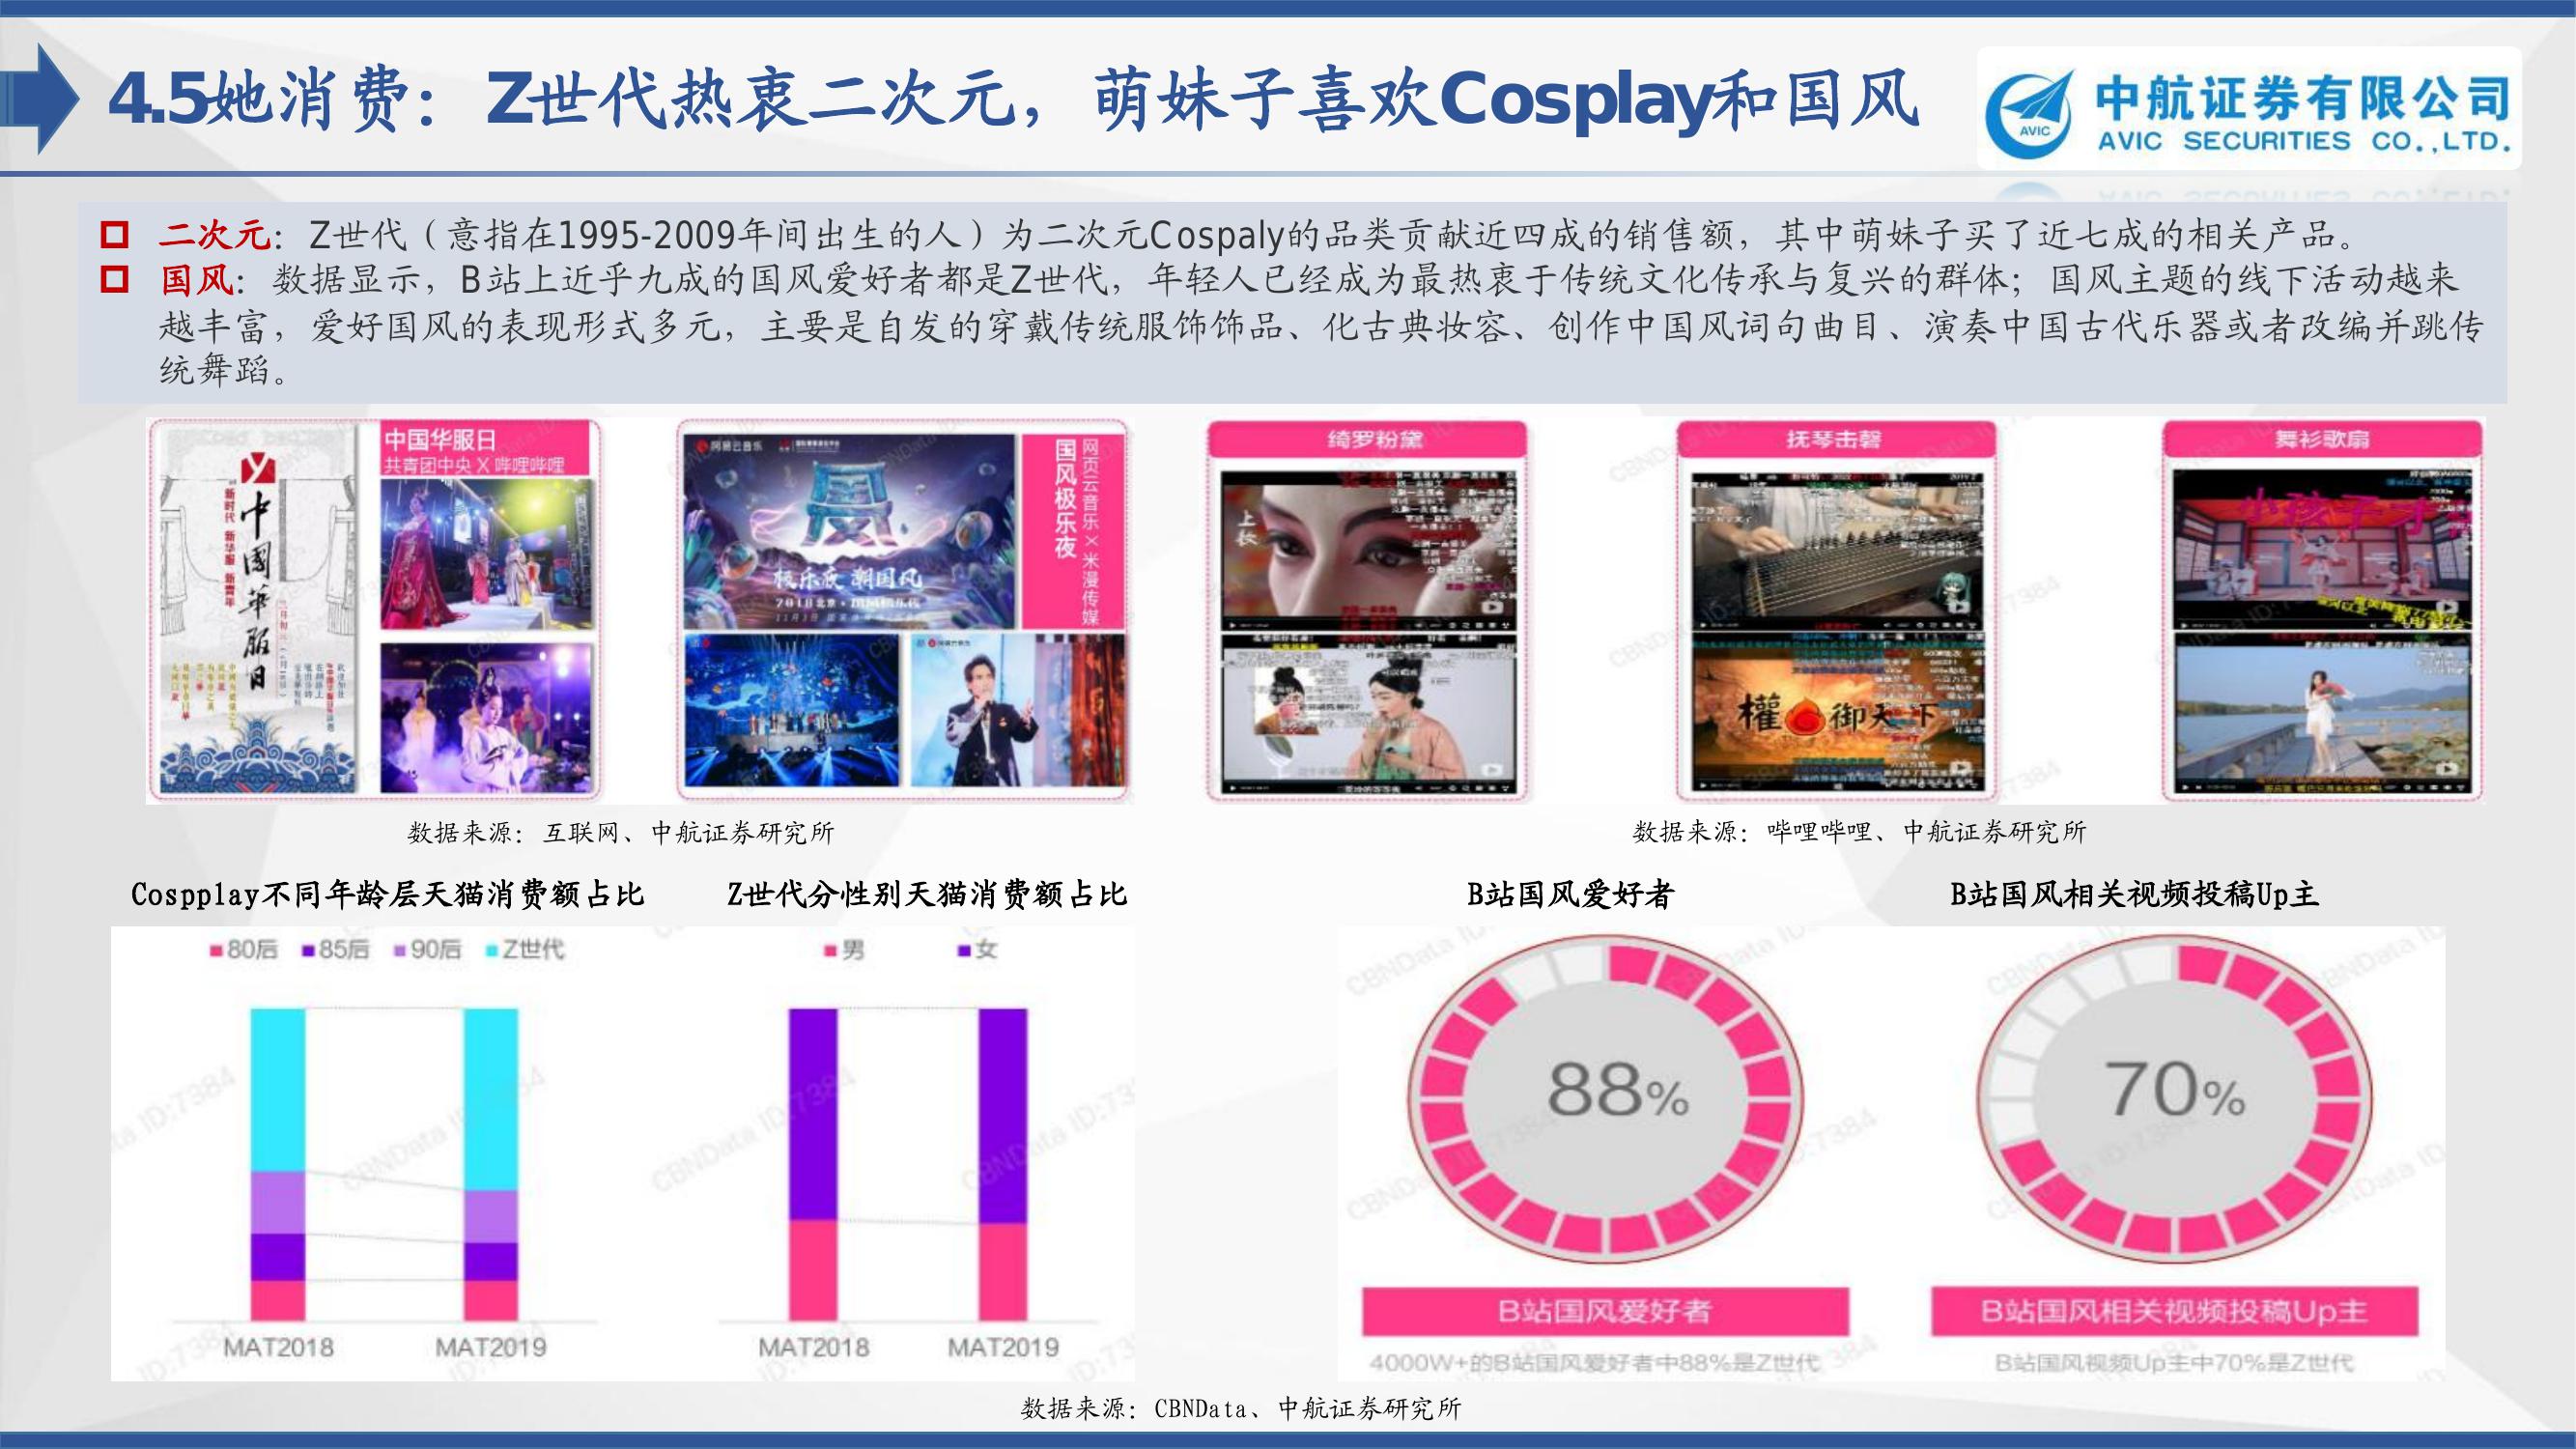 4.5她消费：Z世代热衷二次元，萌妹子喜欢Cosplay和国风
中航证券有限公司
AVIC
AVIC SECURITIES CO.,LTD.
二次元：Z世代（意指在1995-2009年间出生的人）为二次元Cospaly的品类贡献近四成的销售额，其中萌妹子买了近七成的相关产品。
国风：数据显示，B站上近乎九成的国风爱好者都是Z世代，年轻人已经成为最热衷于传统文化传承与复兴的群体；国风主题的线下活动越来
越丰富，爱好国风的表现形式多元，主要是自发的穿戴传统服饰饰品、化古典妆容、创作中国风词句曲目、演奏中国古代乐器或者改编并跳传
统舞蹈。
中国华服日
共青团中央 X 哔哩哔哩
新时代 新华服 新青年
中國華服日
网易云音乐
极乐夜 潮国风
国风极乐夜
网页云音乐 × 米漫传媒
绮罗粉黛
抚琴击磬
權御天下
舞衫歌扇
数据来源：互联网、中航证券研究所
数据来源：哔哩哔哩、中航证券研究所
Cospplay不同年龄层天猫消费额占比
Z世代分性别天猫消费额占比
B站国风爱好者
B站国风相关视频投稿Up主
80后 85后 90后 Z世代
男 女
MAT2018 MAT2019
MAT2018 MAT2019
88%
70%
B站国风爱好者
B站国风相关视频投稿Up主
4000W+的B站国风爱好者中88%是Z世代
B站国风视频Up主中70%是Z世代
CBNData ID:7384
数据来源：CBNData、中航证券研究所